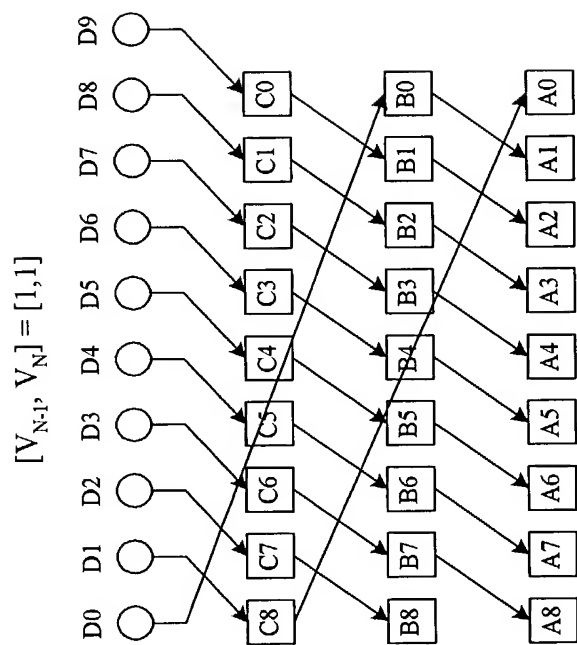 [V_N-1, V_N] = [1,1]
D0 D1 D2 D3 D4 D5 D6 D7 D8 D9
C8 C7 C6 C5 C4 C3 C2 C1 C0
B8 B7 B6 B5 B4 B3 B2 B1 B0
A8 A7 A6 A5 A4 A3 A2 A1 A0